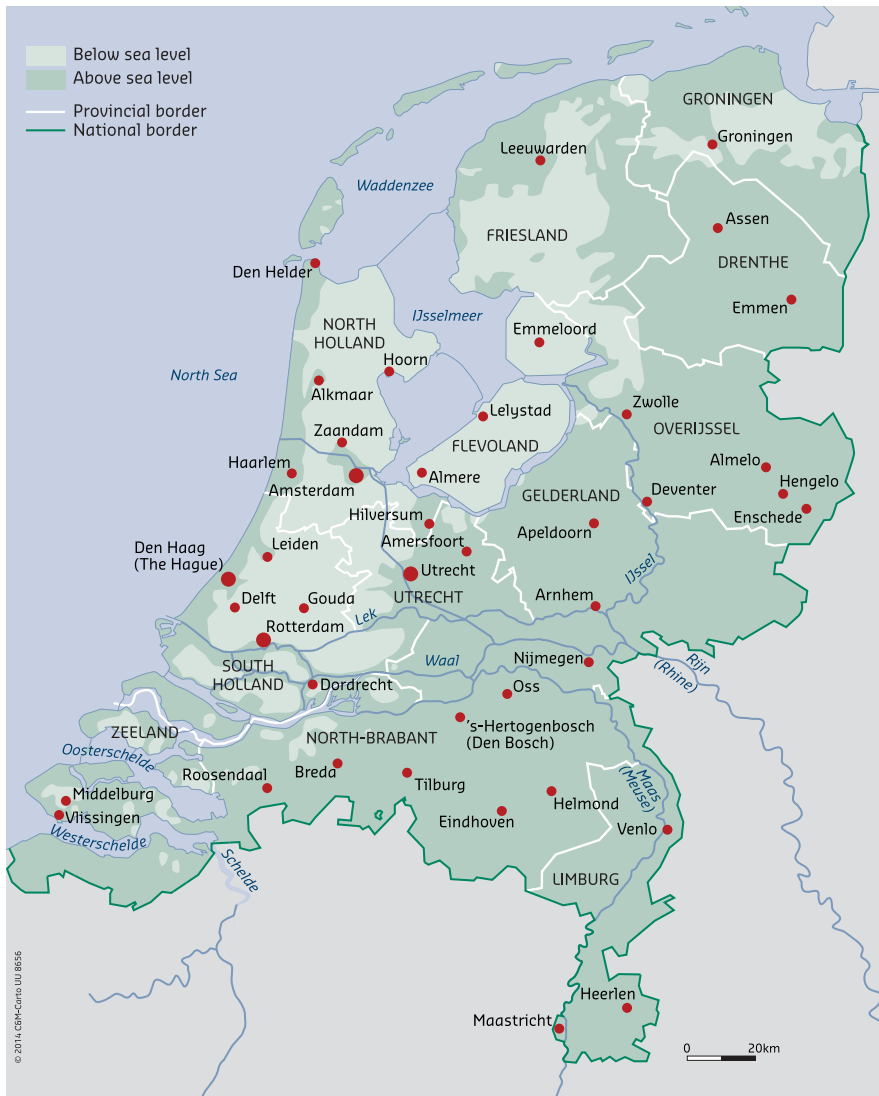 Below sea level
Above sea level
Provincial border
National border
GRONINGEN
Groningen
Leeuwarden
Waddenzee
Assen
FRIESLAND
DRENTHE
Den Helder
Emmen
IJsselmeer
NORTH
HOLLAND
Emmeloord
Hoorn
North Sea
Alkmaar
Zwolle
Lelystad
Zaandam
OVERIJSSEL
FLEVOLAND
Haarlem
Almelo
Almere
Amsterdam
Hengelo
GELDERLAND
Deventer
Hilversum
Enschede
Apeldoorn
Amersfoort
Leiden
Den Haag
(The Hague)
Utrecht
IJssel
UTRECHT
Arnhem
Delft
Gouda
Lek
Rotterdam
Waal
Nijmegen
Rijn
(Rhine)
SOUTH
HOLLAND
Dordrecht
Oss
's-Hertogenbosch
(Den Bosch)
ZEELAND
NORTH-BRABANT
Oosterschelde
Roosendaal
Breda
Tilburg
Maas
(Meuse)
Middelburg
Helmond
Vlissingen
Eindhoven
Venlo
Westerschelde
Schelde
LIMBURG
Heerlen
Maastricht
0 20km
© 2014 C&M-Carto UU 8656